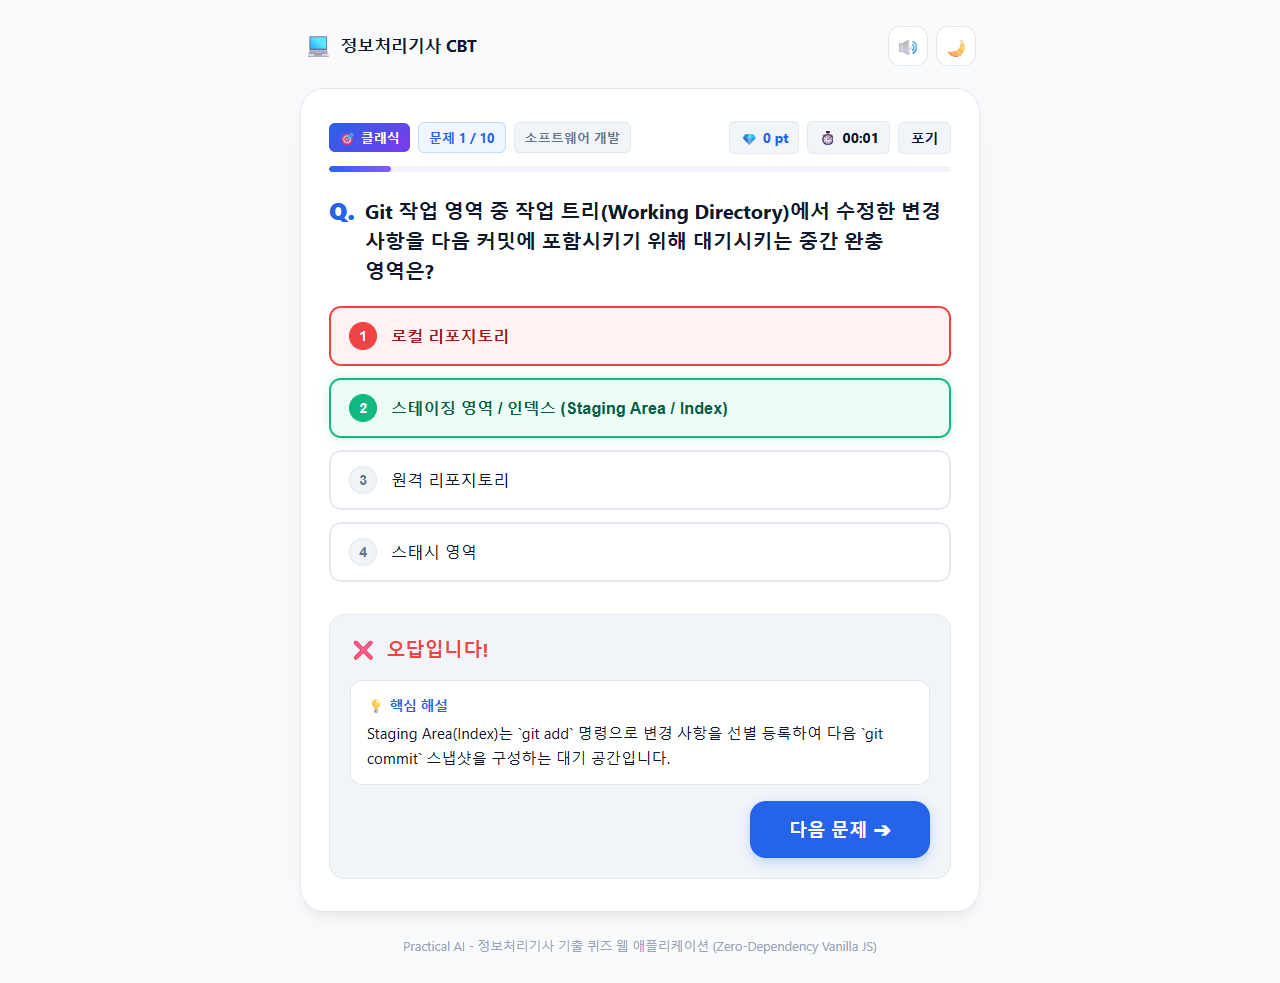 정보처리기사 CBT
클래식
문제 1 / 10
소프트웨어 개발
0 pt
00:01
포기
Q. Git 작업 영역 중 작업 트리(Working Directory)에서 수정한 변경
사항을 다음 커밋에 포함시키기 위해 대기시키는 중간 완충
영역은?
1 로컬 리포지토리
2 스테이징 영역 / 인덱스 (Staging Area / Index)
3 원격 리포지토리
4 스태시 영역
오답입니다!
핵심 해설
Staging Area(Index)는 `git add` 명령으로 변경 사항을 선별 등록하여 다음 `git
commit` 스냅샷을 구성하는 대기 공간입니다.
다음 문제 ➔
Practical AI - 정보처리기사 기출 퀴즈 웹 애플리케이션 (Zero-Dependency Vanilla JS)